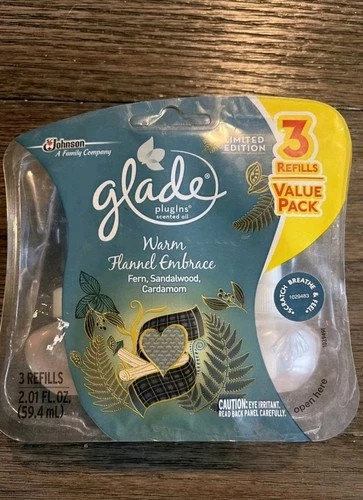 SC Johnson
A Family Company
LIMITED
EDITION
3
REFILLS
VALUE
PACK
glade
plugins®
scented oil
Warm
Flannel Embrace
Fern, Sandalwood,
Cardamom
SCRATCH, BREATHE & FEEL!
1029483
3 REFILLS
2.01 FL. OZ.
(59.4 mL)
CAUTION: EYE IRRITANT.
READ BACK PANEL CAREFULLY.
open here